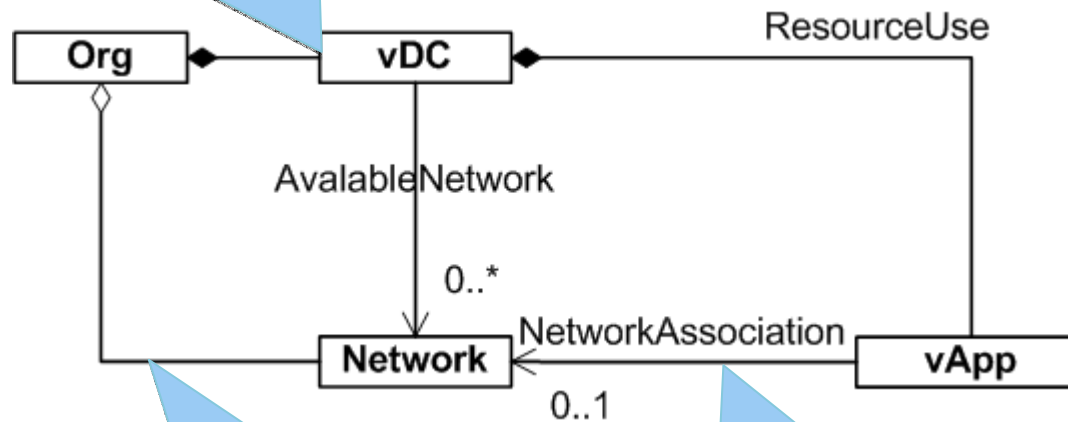 ResourceUse
Org
vDC
AvalableNetwork
0..*
NetworkAssociation
Network
vApp
0..1